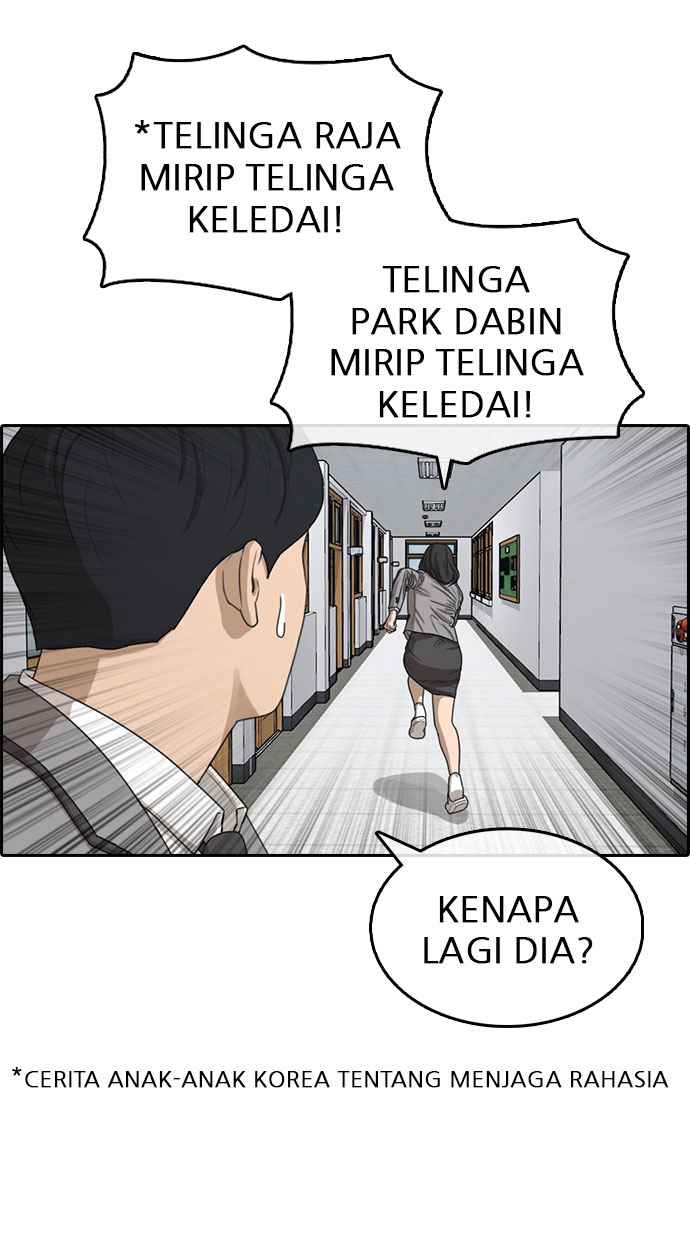 *TELINGA RAJA
MIRIP TELINGA
KELEDAI!
TELINGA
PARK DABIN
MIRIP TELINGA
KELEDAI!
KENAPA
LAGI DIA?
*CERITA ANAK-ANAK KOREA TENTANG MENJAGA RAHASIA